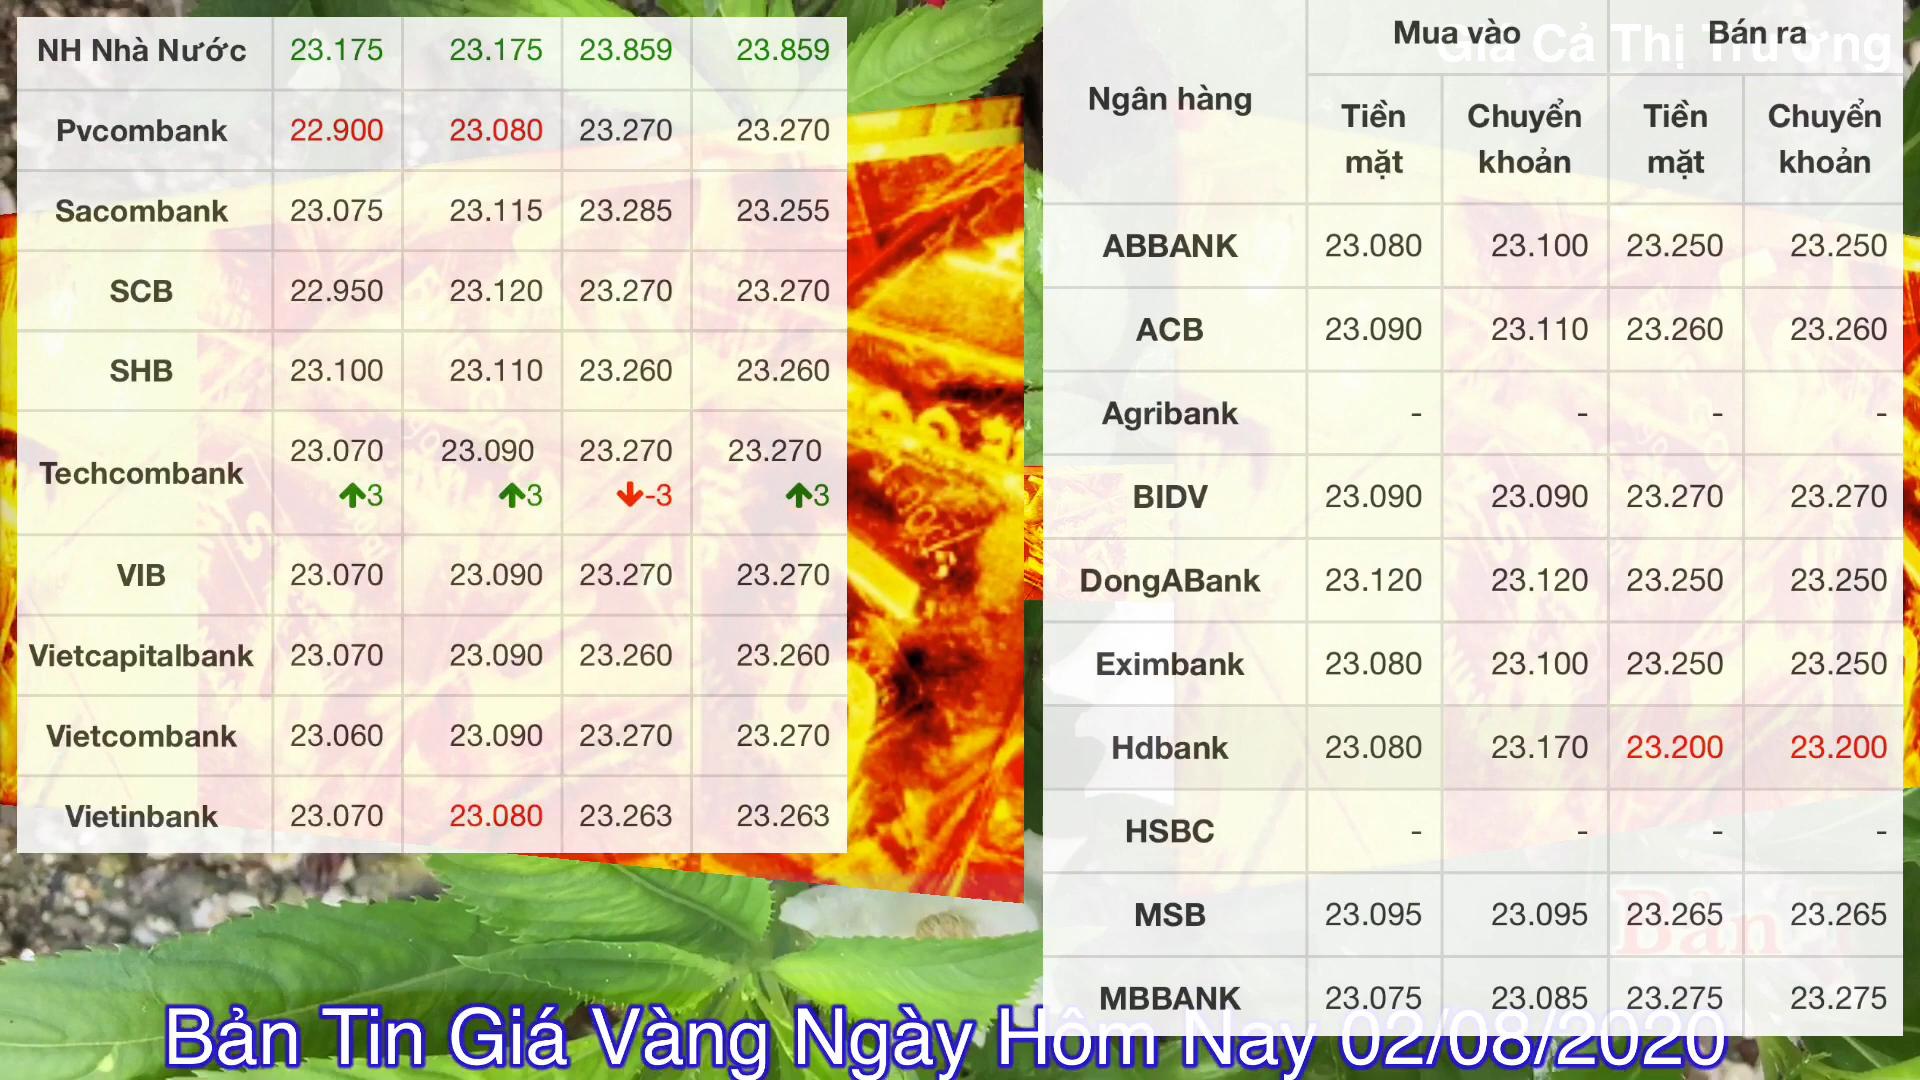 NH Nhà Nước 23.175 23.175 23.859 23.859
Pvcombank 22.900 23.080 23.270 23.270
Sacombank 23.075 23.115 23.285 23.255
SCB 22.950 23.120 23.270 23.270
SHB 23.100 23.110 23.260 23.260
Techcombank 23.070 23.090 23.270 23.270
3 3 -3 3
VIB 23.070 23.090 23.270 23.270
Vietcapitalbank 23.070 23.090 23.260 23.260
Vietcombank 23.060 23.090 23.270 23.270
Vietinbank 23.070 23.080 23.263 23.263
Giá Cả Thị Trường
Mua vào Bán ra
Ngân hàng
Tiền mặt Chuyển khoản Tiền mặt Chuyển khoản
ABBANK 23.080 23.100 23.250 23.250
ACB 23.090 23.110 23.260 23.260
Agribank - - - -
BIDV 23.090 23.090 23.270 23.270
DongABank 23.120 23.120 23.250 23.250
Eximbank 23.080 23.100 23.250 23.250
Hdbank 23.080 23.170 23.200 23.200
HSBC - - - -
MSB 23.095 23.095 23.265 23.265
MBBANK 23.075 23.085 23.275 23.275
Bản Tin Giá Vàng Ngày Hôm Nay 02/08/2020